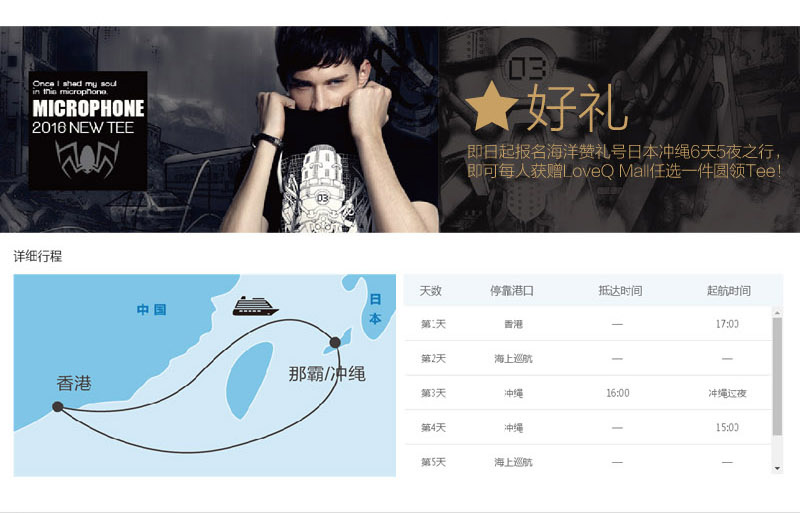 Once I shed my soul
in this microphone.
MICROPHONE
2016 NEW TEE
03
03
好礼
即日起报名海洋赞礼号日本冲绳6天5夜之行，
即可每人获赠LoveQ Mall任选一件圆领Tee！
详细行程
中国
日本
香港
那霸/冲绳
天数 停靠港口 抵达时间 起航时间
第1天 香港 — 17:00
第2天 海上巡航 — —
第3天 冲绳 16:00 冲绳过夜
第4天 冲绳 — 15:00
第5天 海上巡航 — —